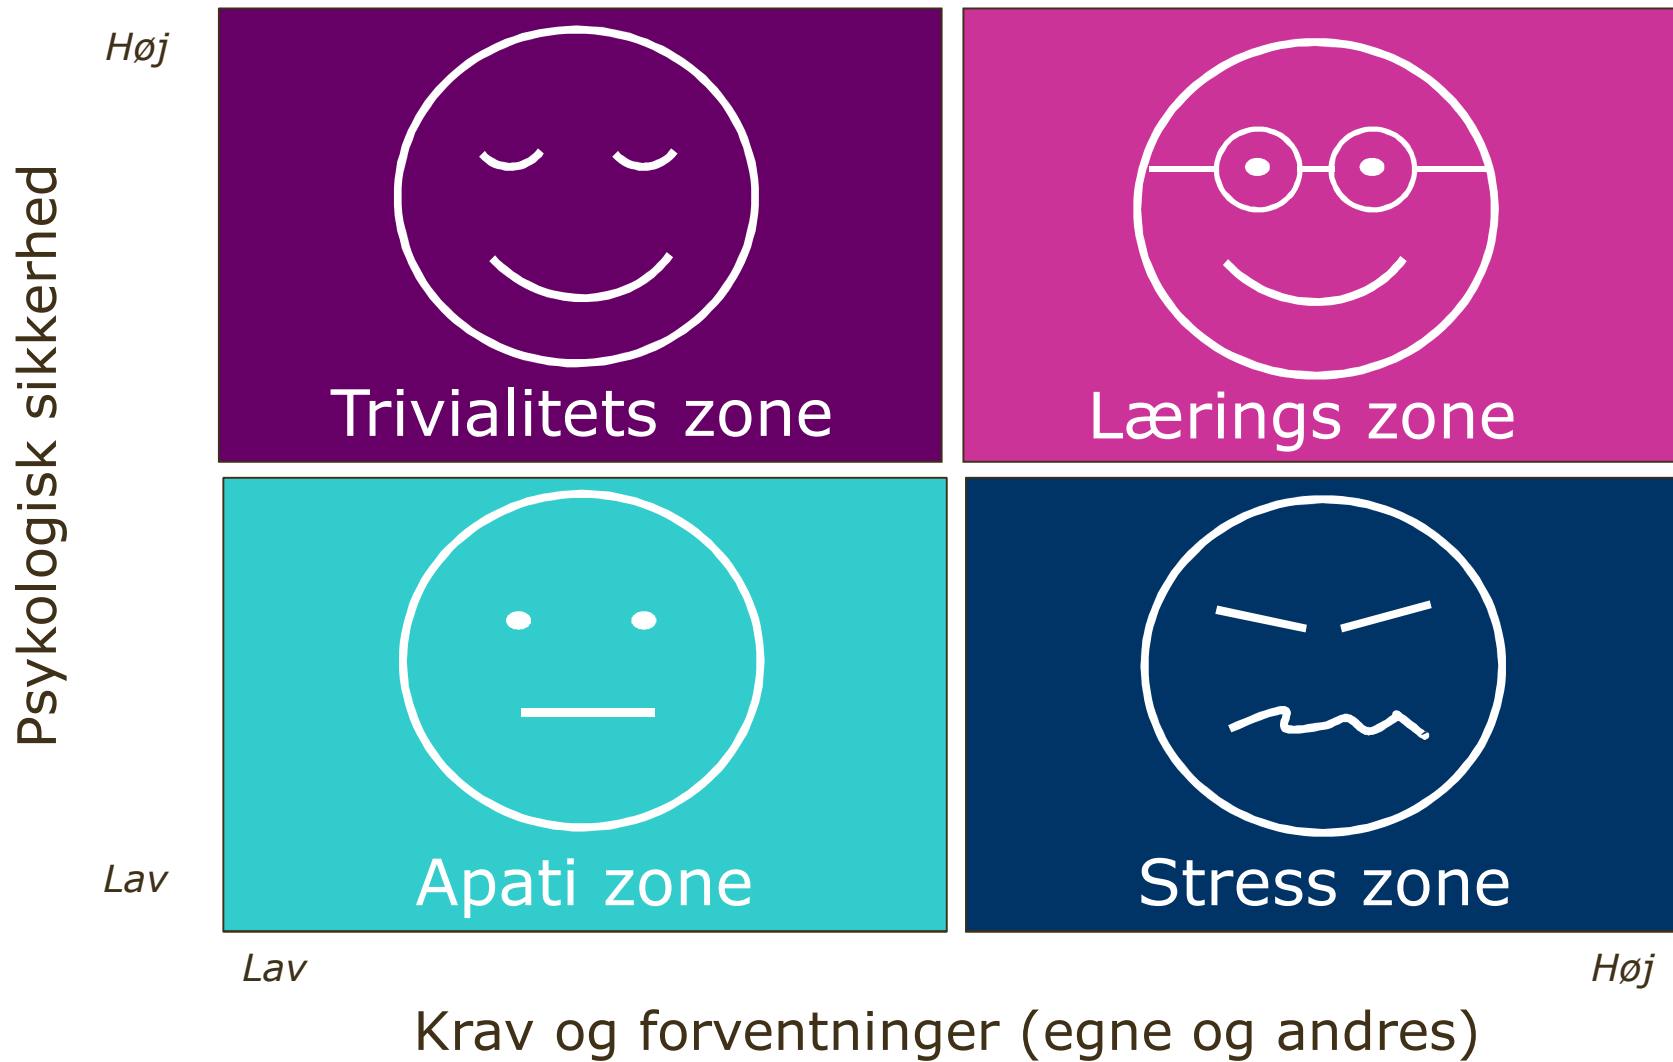 Høj
Psykologisk sikkerhed
Trivialitets zone
Lærings zone
Apati zone
Stress zone
Lav
Lav
Høj
Krav og forventninger (egne og andres)